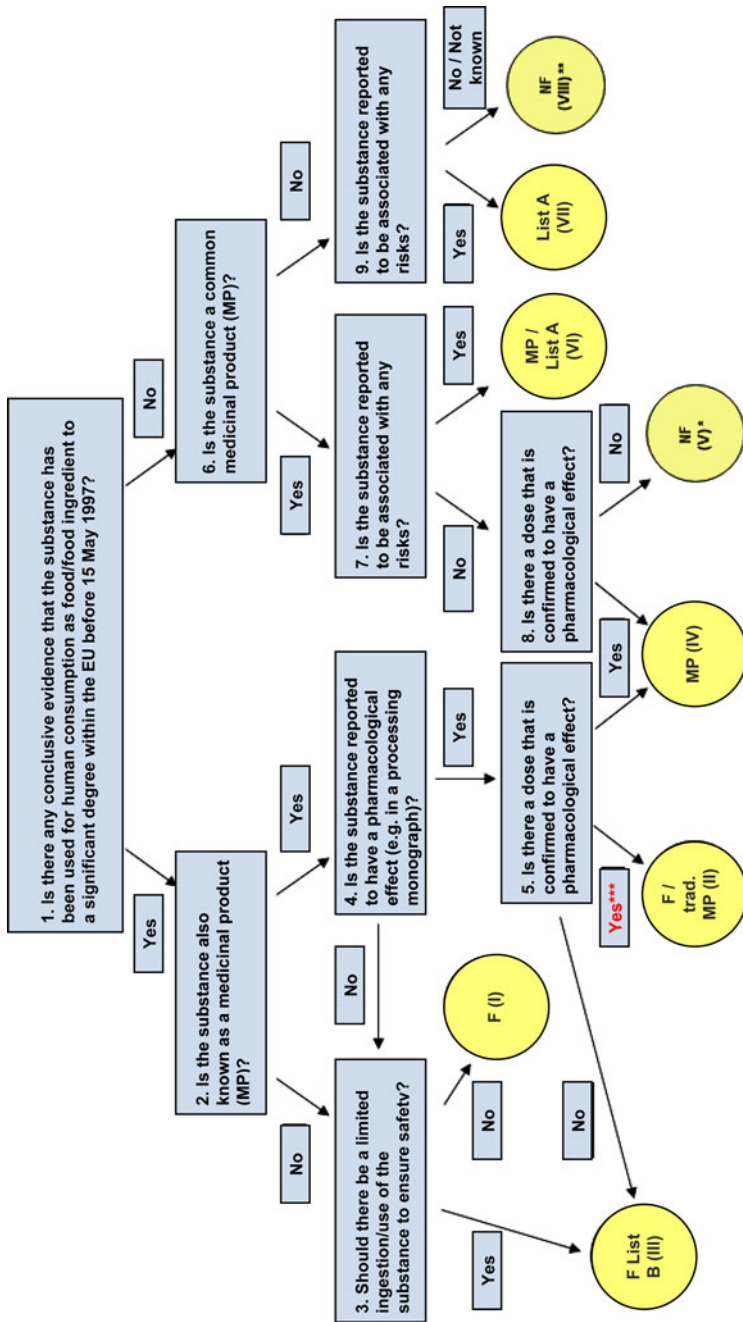 1. Is there any conclusive evidence that the substance has
been used for human consumption as food/food ingredient to
a significant degree within the EU before 15 May 1997?
Yes
No
2. Is the substance also
known as a medicinal product
(MP)?
6. Is the substance a common
medicinal product (MP)?
No
Yes
Yes
No
3. Should there be a limited
ingestion/use of the
substance to ensure safety?
No
4. Is the substance reported
to have a pharmacological
effect (e.g. in a processing
monograph)?
7. Is the substance reported
to be associated with any
risks?
9. Is the substance reported
to be associated with any
risks?
Yes
No
F (I)
Yes
No
Yes
Yes
No / Not
known
MP /
List A
(VI)
List A
(VII)
NF
(VIII)**
5. Is there a dose that is
confirmed to have a
pharmacological effect?
8. Is there a dose that is
confirmed to have a
pharmacological effect?
No
Yes***
Yes
No
F List
B (III)
F /
trad.
MP (II)
MP (IV)
NF
(V)*